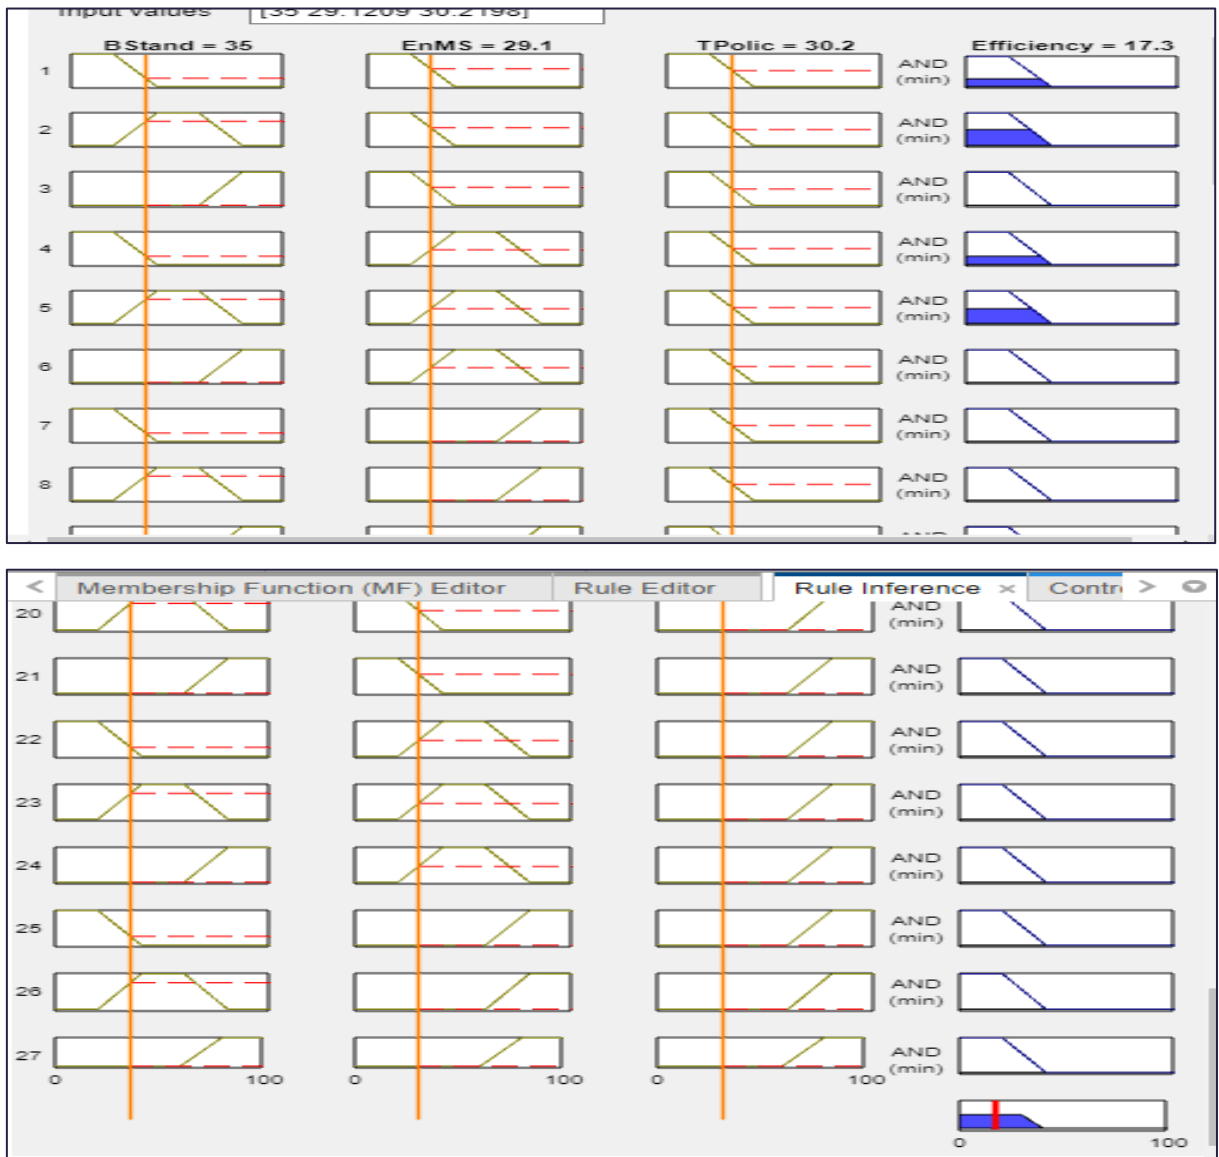 Input values [35 29.1209 30.2198]
BStand = 35 EnMS = 29.1 TPolic = 30.2 Efficiency = 17.3
1 AND
(min)
2 AND
(min)
3 AND
(min)
4 AND
(min)
5 AND
(min)
6 AND
(min)
7 AND
(min)
8 AND
(min)
AND
< Membership Function (MF) Editor Rule Editor Rule Inference × Contr >
20 AND
(min)
21 AND
(min)
22 AND
(min)
23 AND
(min)
24 AND
(min)
25 AND
(min)
26 AND
(min)
27 AND
(min)
0 100 0 100 0 100
0 100